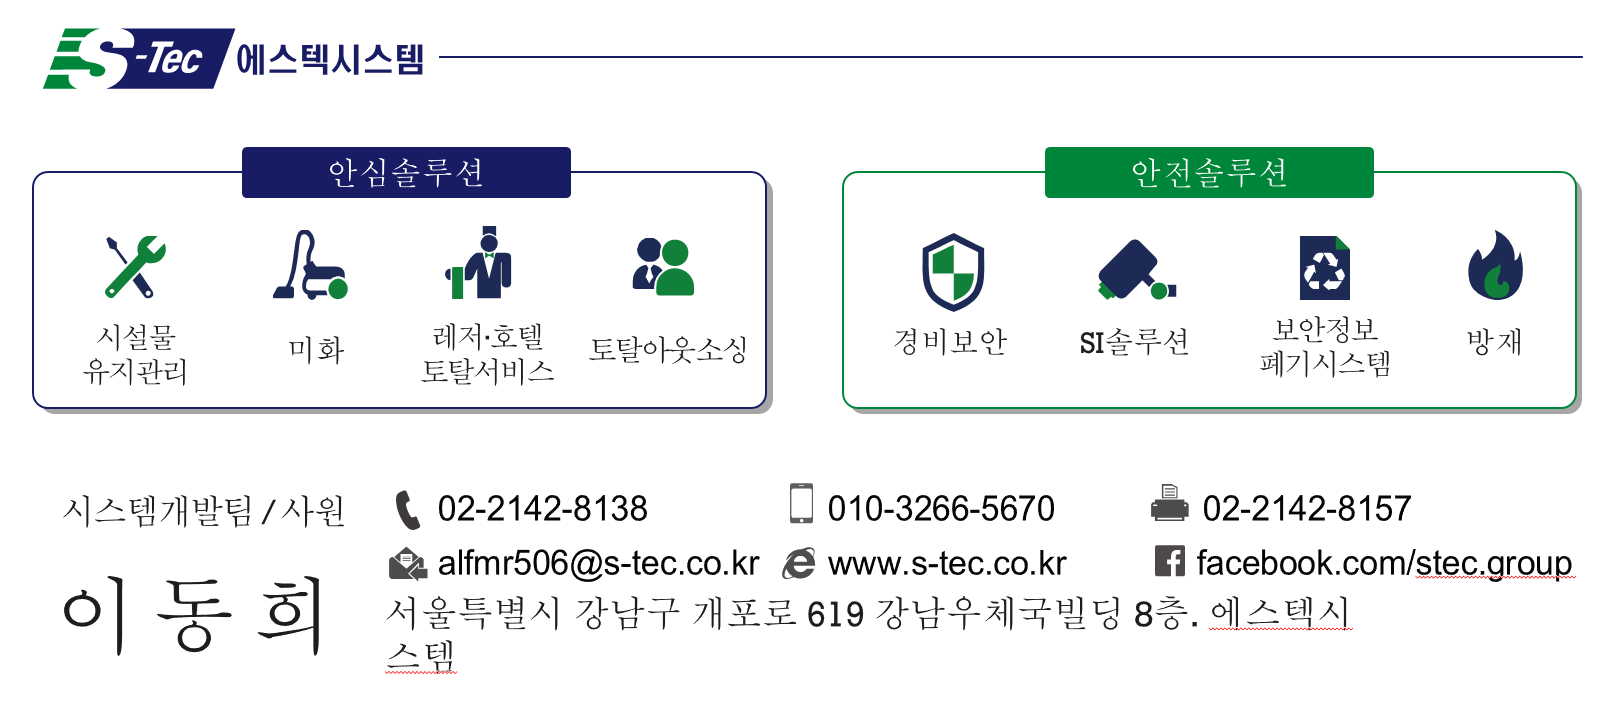 S-Tec 에스텍시스템
안심솔루션
시설물
유지관리
미화
레저·호텔
토탈서비스
토탈아웃소싱
안전솔루션
경비보안
SI솔루션
보안정보
폐기시스템
방재
시스템개발팀 / 사원
이동희
02-2142-8138
010-3266-5670
02-2142-8157
alfmr506@s-tec.co.kr
www.s-tec.co.kr
facebook.com/stec.group
서울특별시 강남구 개포로 619 강남우체국빌딩 8층. 에스텍시
스템